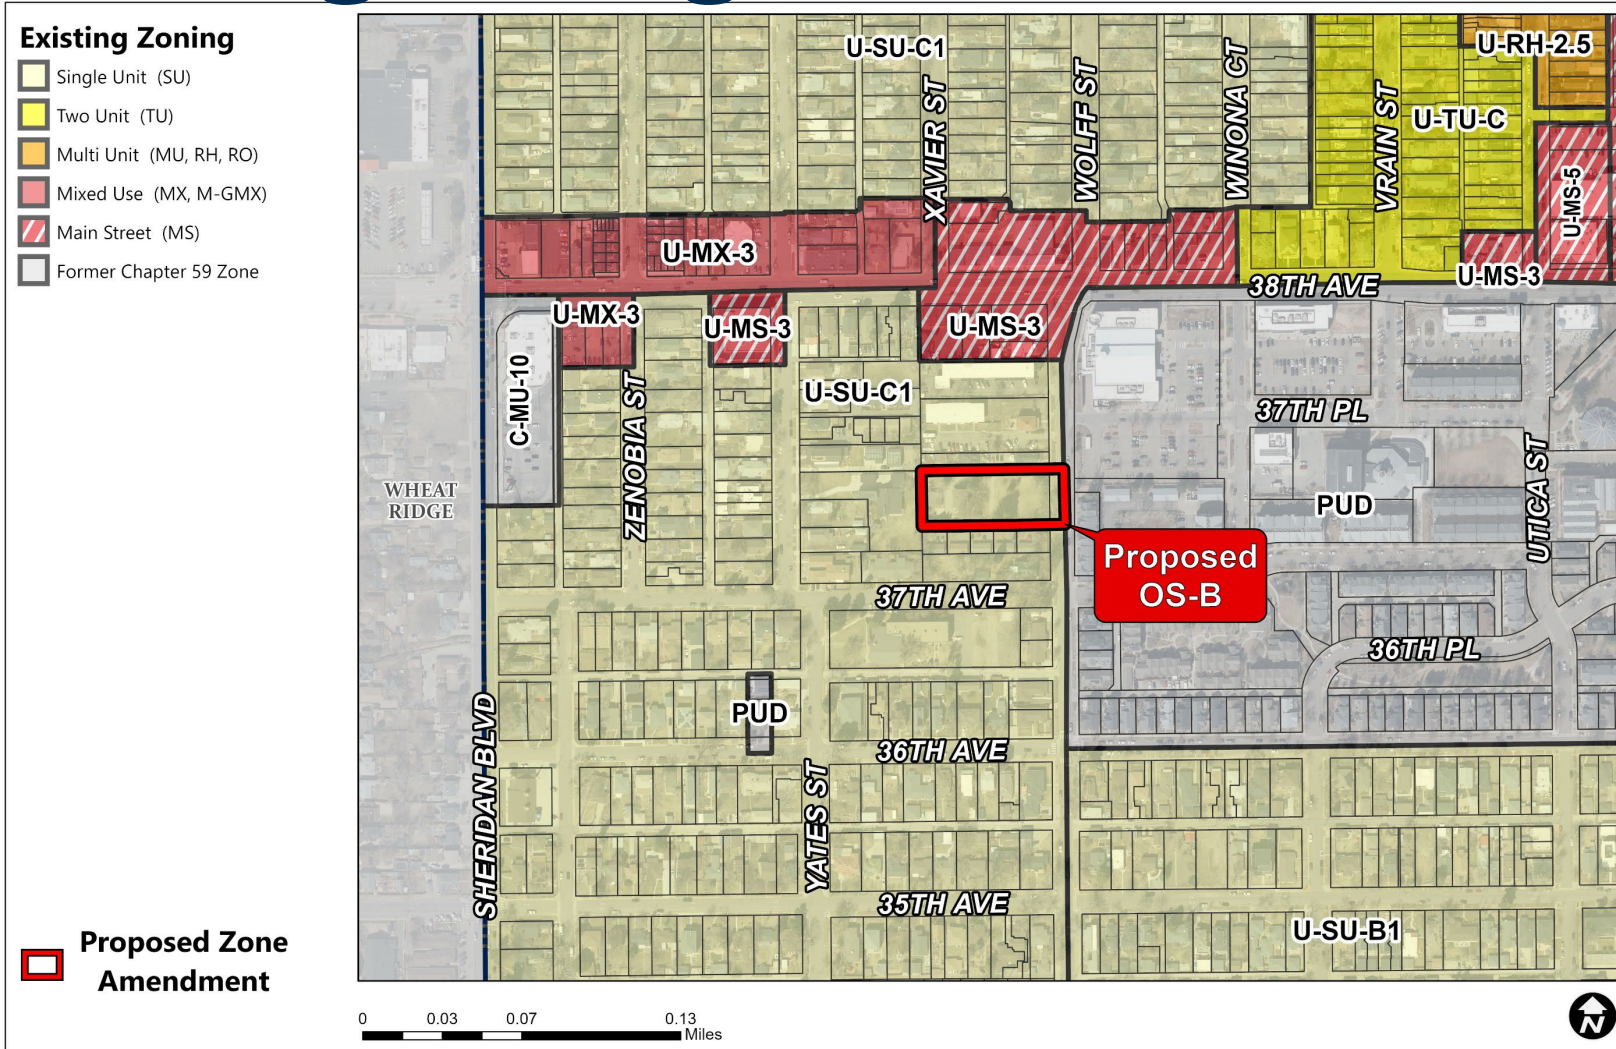 Existing Zoning
Single Unit (SU)
Two Unit (TU)
Multi Unit (MU, RH, RO)
Mixed Use (MX, M-GMX)
Main Street (MS)
Former Chapter 59 Zone
Proposed Zone
Amendment
U-SU-C1
U-RH-2.5
XAVIER ST
WOLFF ST
WINONA CT
VRAIN ST
U-TU-C
U-MS-5
U-MX-3
38TH AVE
U-MS-3
U-MX-3
U-MS-3
U-MS-3
C-MU-10
ZENOBIA ST
U-SU-C1
37TH PL
WHEAT
RIDGE
UTICA ST
PUD
Proposed
OS-B
37TH AVE
36TH PL
SHERIDAN BLVD
PUD
36TH AVE
YATES ST
35TH AVE
U-SU-B1
0 0.03 0.07 0.13
Miles
N